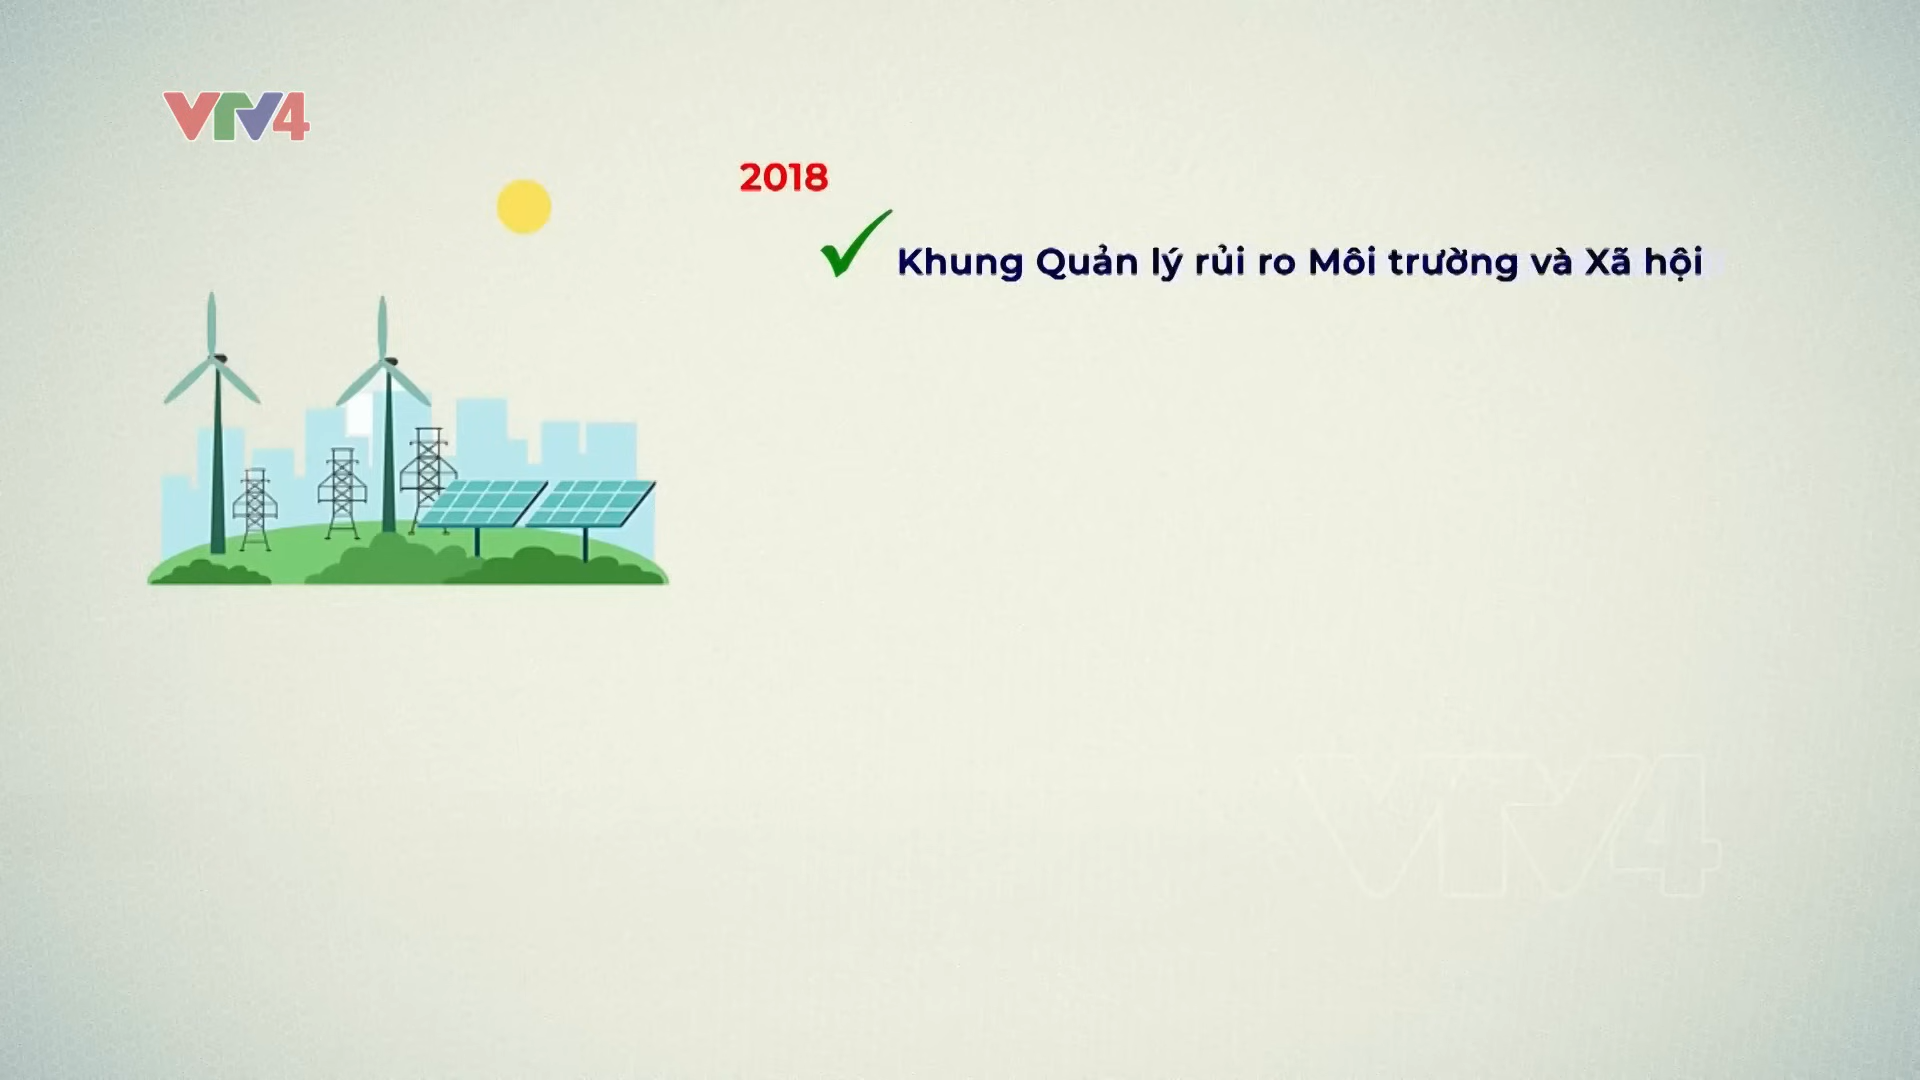 VTV4
2018
Khung Quản lý rủi ro Môi trường và Xã hội
VTV4